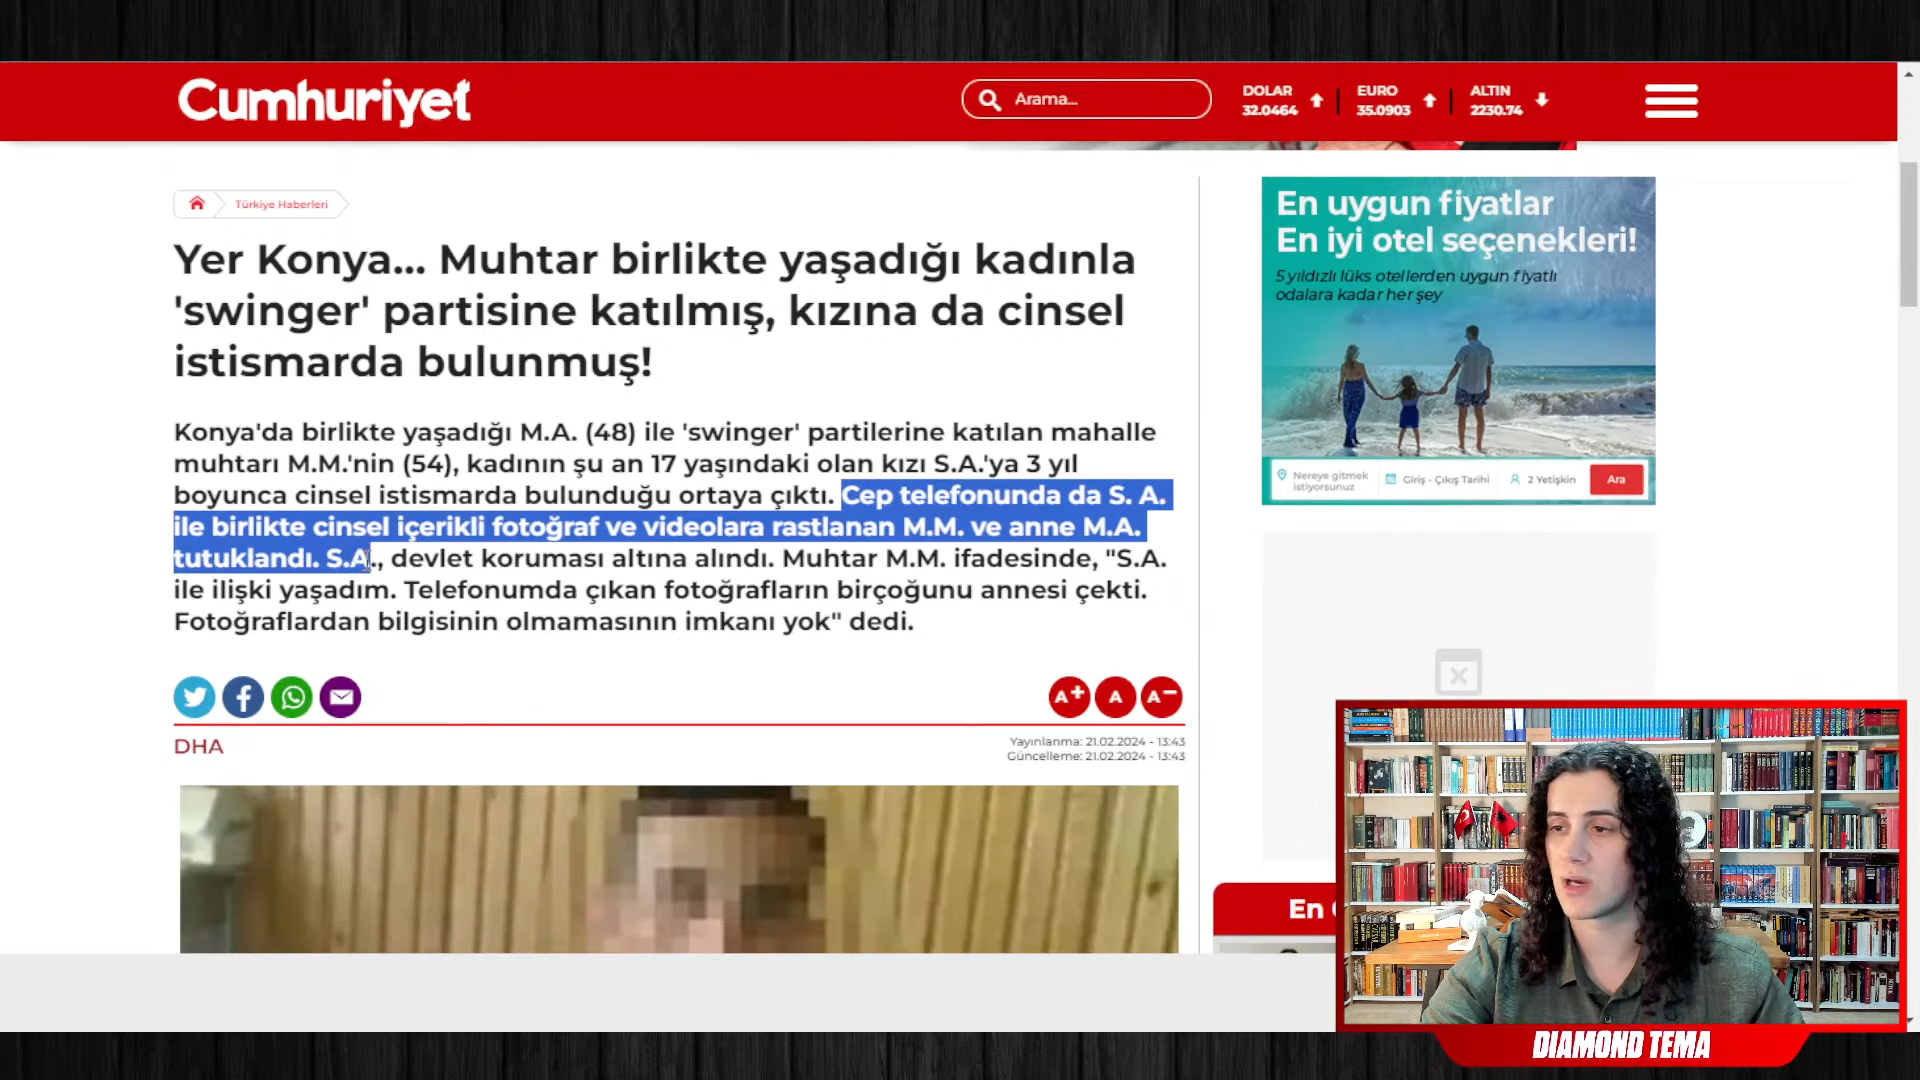 Cumhuriyet
Arama...
DOLAR
32.0464
EURO
35.0903
ALTIN
2230.74
Türkiye Haberleri
Yer Konya... Muhtar birlikte yaşadığı kadınla
'swinger' partisine katılmış, kızına da cinsel
istismarda bulunmuş!
Konya'da birlikte yaşadığı M.A. (48) ile 'swinger' partilerine katılan mahalle
muhtarı M.M.'nin (54), kadının şu an 17 yaşındaki olan kızı S.A.'ya 3 yıl
boyunca cinsel istismarda bulunduğu ortaya çıktı. Cep telefonunda da S. A.
ile birlikte cinsel içerikli fotoğraf ve videolara rastlanan M.M. ve anne M.A.
tutuklandı. S.A., devlet koruması altına alındı. Muhtar M.M. ifadesinde, "S.A.
ile ilişki yaşadım. Telefonumda çıkan fotoğrafların birçoğunu annesi çekti.
Fotoğraflardan bilgisinin olmamasının imkanı yok" dedi.
A+
A
A-
DHA
Yayınlanma: 21.02.2024 - 13:43
Güncelleme: 21.02.2024 - 13:43
En uygun fiyatlar
En iyi otel seçenekleri!
5 yıldızlı lüks otellerden uygun fiyatlı
odalara kadar her şey
Nereye gitmek
istiyorsunuz
Giriş - Çıkış Tarihi
2 Yetişkin
Ara
En
DIAMOND TEMA